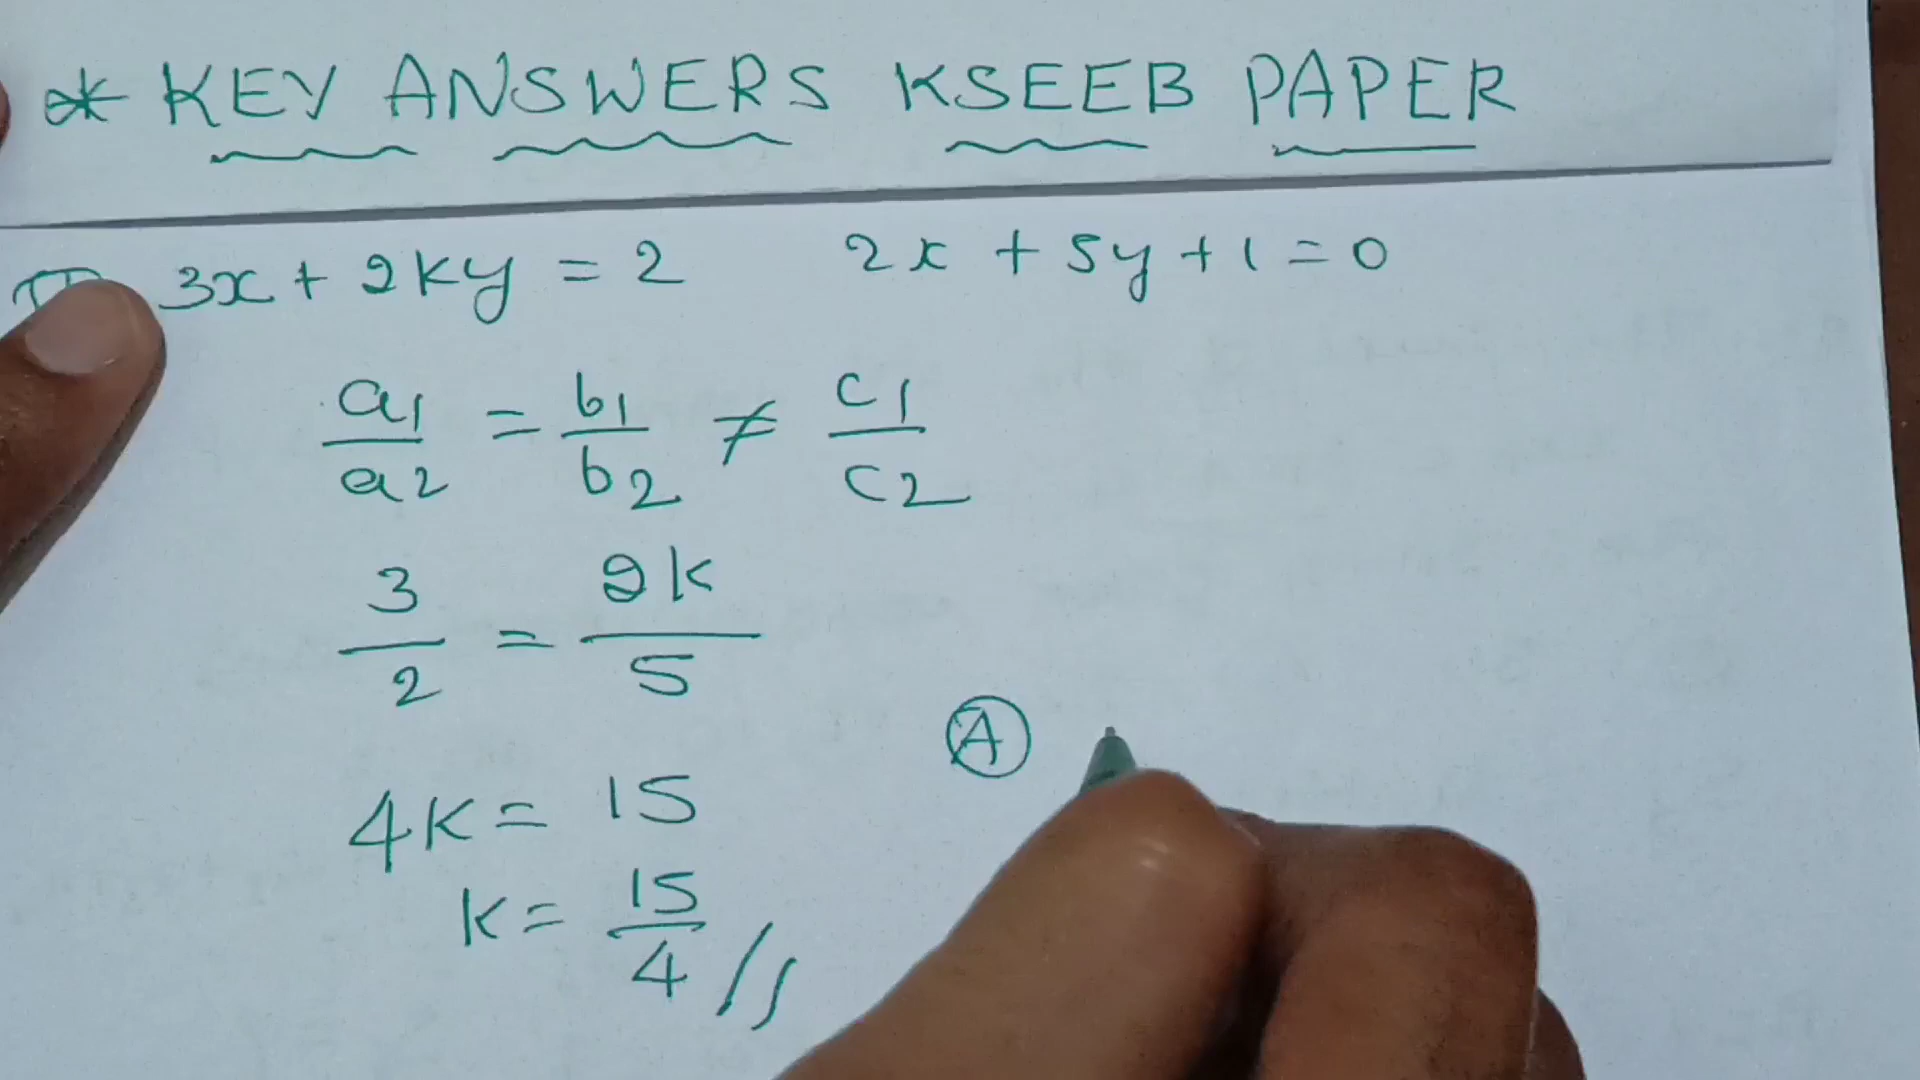 * KEY ANSWERS KSEEB PAPER
3x + 2ky = 2    2x + 5y + 1 = 0
a1/a2 = b1/b2 ≠ c1/c2
3/2 = 2k/5
4k = 15
k = 15/4 //
A